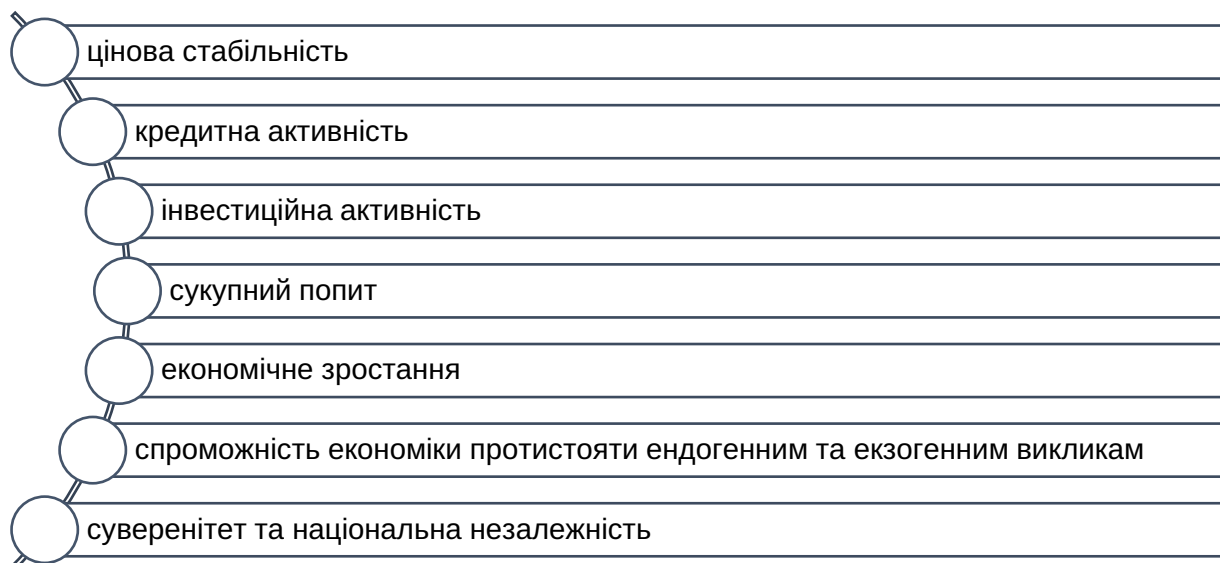 цінова стабільність
кредитна активність
інвестиційна активність
сукупний попит
економічне зростання
спроможність економіки протистояти ендогенним та екзогенним викликам
суверенітет та національна незалежність